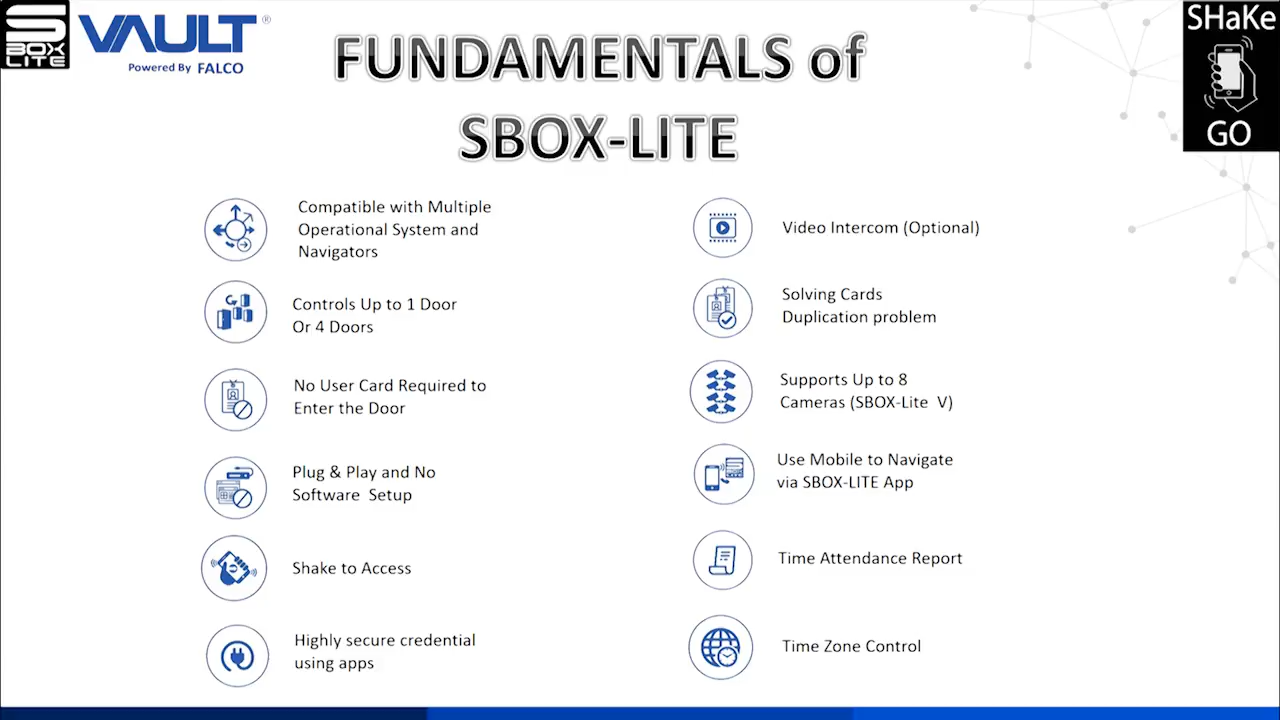 S
BOX
LITE
VAULT®
Powered By FALCO
FUNDAMENTALS of
SBOX-LITE
SHaKe
GO
Compatible with Multiple
Operational System and
Navigators
Controls Up to 1 Door
Or 4 Doors
No User Card Required to
Enter the Door
Plug & Play and No
Software Setup
Shake to Access
Highly secure credential
using apps
Video Intercom (Optional)
Solving Cards
Duplication problem
Supports Up to 8
Cameras (SBOX-Lite V)
Use Mobile to Navigate
via SBOX-LITE App
Time Attendance Report
Time Zone Control